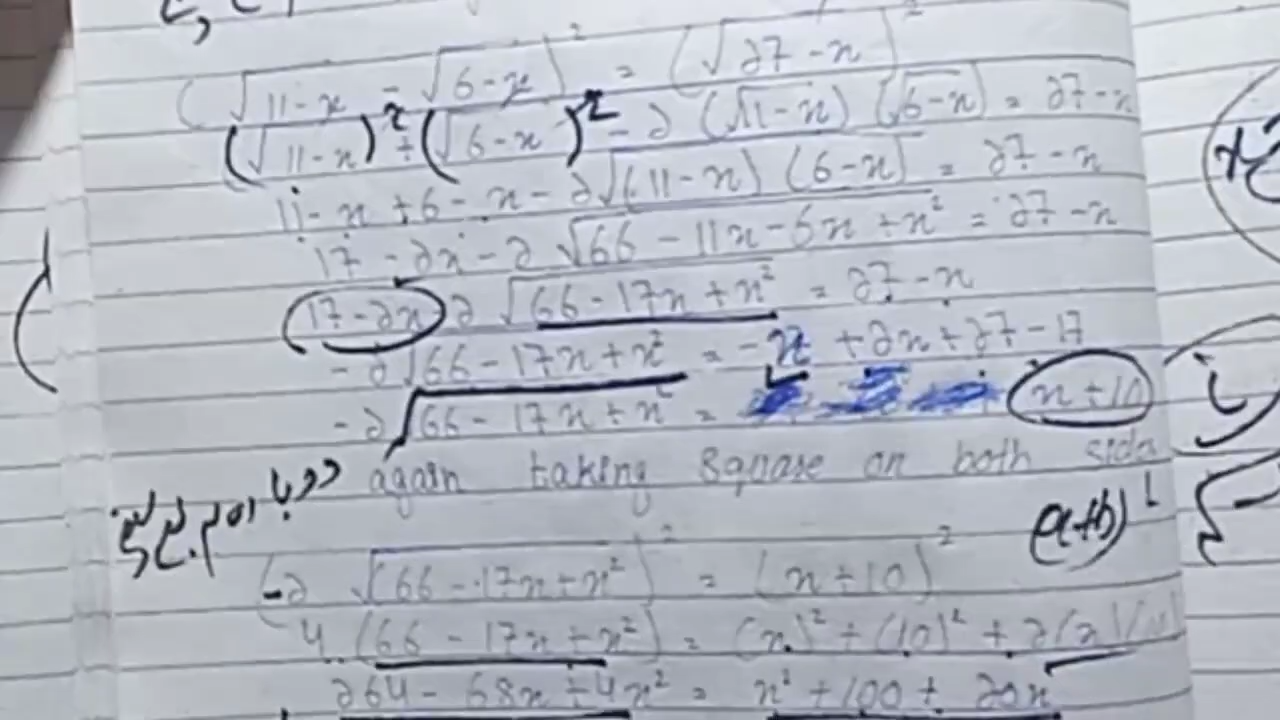 (√11-x - √6-x)² = (√27-x)²
(√11-x)² + (√6-x)² - 2 (√11-x) (√6-x) = 27-x
11-x+6-x-2√(11-x) (6-x) = 27-x
17-2x-2 √66-11x-6x+x² = 27-x
17-2x 2 √66-17x+x² = 27-x
-2√66-17x+x² = -x+2x+27-17
-2√66-17x+x² = x+10
again taking square on both side
دوبارہ
(a+b)²
(-2 √66-17x+x²)² = (x+10)²
4 (66-17x+x²) = (x)²+(10)²+2(x)(10)
264-68x+4x² = x²+100+20x